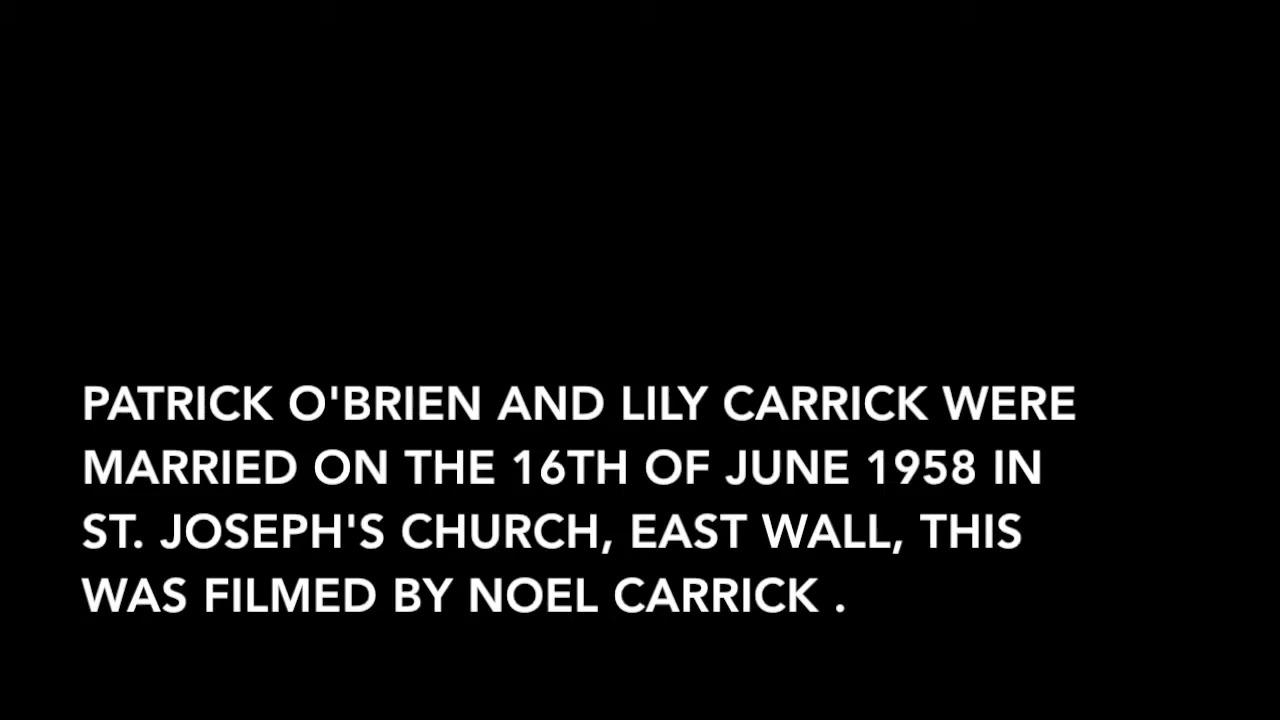 PATRICK O'BRIEN AND LILY CARRICK WERE
MARRIED ON THE 16TH OF JUNE 1958 IN
ST. JOSEPH'S CHURCH, EAST WALL, THIS
WAS FILMED BY NOEL CARRICK .